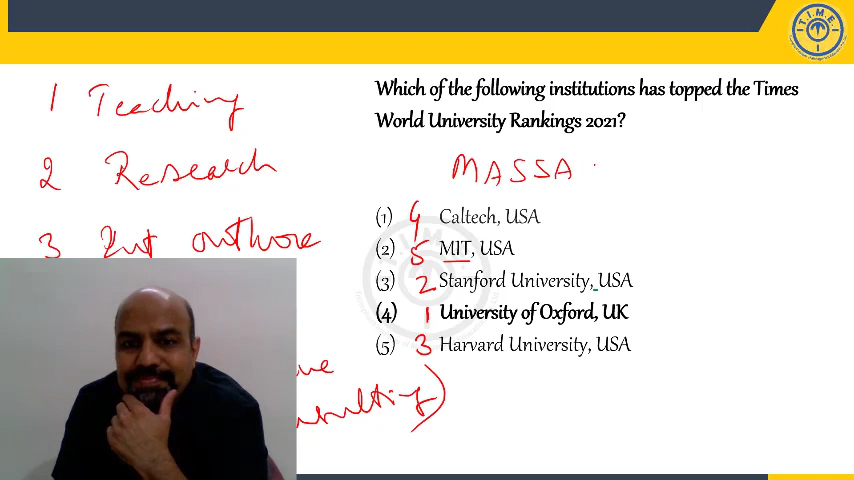 T.I.M.E.
Which of the following institutions has topped the Times
World University Rankings 2021?
1 Teaching
2 Research
3 Int
MASSA
(1) 4 Caltech, USA
(2) 5 MIT, USA
(3) 2 Stanford University, USA
(4) 1 University of Oxford, UK
(5) 3 Harvard University, USA